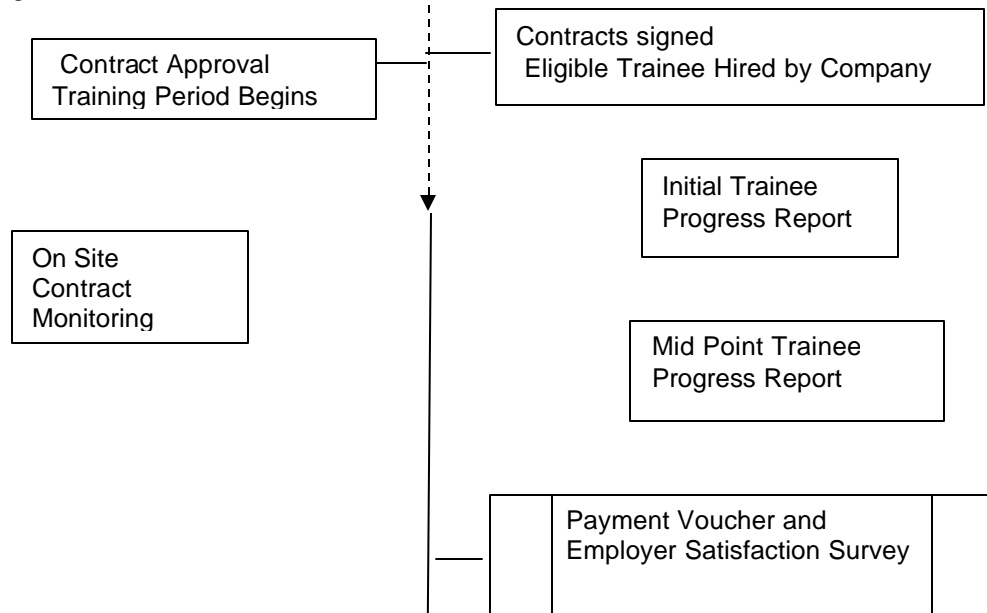 Contracts signed
Eligible Trainee Hired by Company
Contract Approval
Training Period Begins
Initial Trainee
Progress Report
On Site
Contract
Monitoring
Mid Point Trainee
Progress Report
Payment Voucher and
Employer Satisfaction Survey